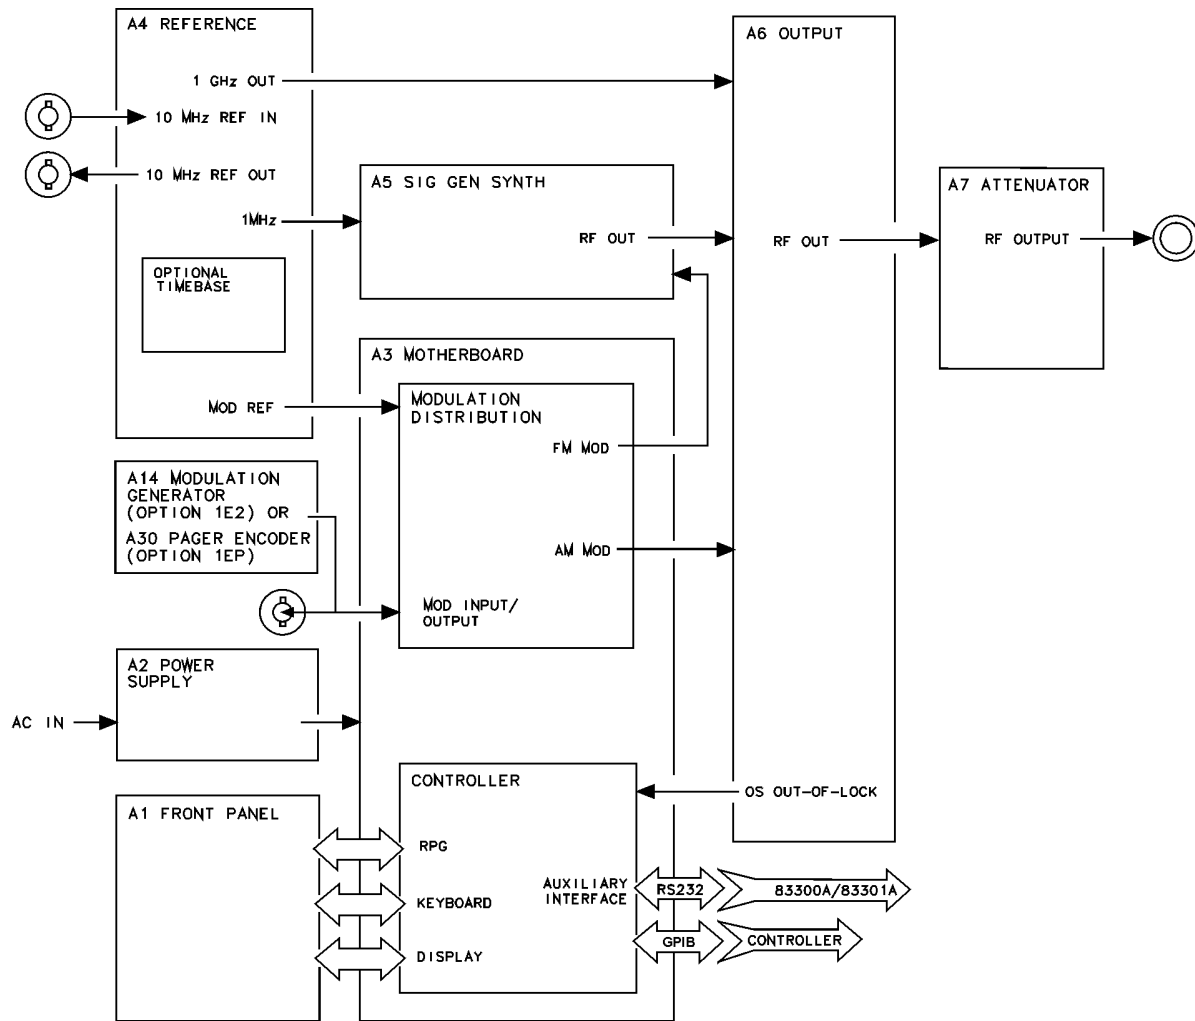 A4 REFERENCE
1 GHz OUT
10 MHz REF IN
10 MHz REF OUT
1MHz
OPTIONAL
TIMEBASE
MOD REF
A5 SIG GEN SYNTH
RF OUT
A6 OUTPUT
RF OUT
A7 ATTENUATOR
RF OUTPUT
A3 MOTHERBOARD
MODULATION
DISTRIBUTION
FM MOD
AM MOD
MOD INPUT/
OUTPUT
A14 MODULATION
GENERATOR
(OPTION 1E2) OR
A30 PAGER ENCODER
(OPTION 1EP)
A2 POWER
SUPPLY
AC IN
CONTROLLER
OS OUT-OF-LOCK
A1 FRONT PANEL
RPG
KEYBOARD
DISPLAY
AUXILIARY
INTERFACE
RS232
83300A/83301A
GPIB
CONTROLLER